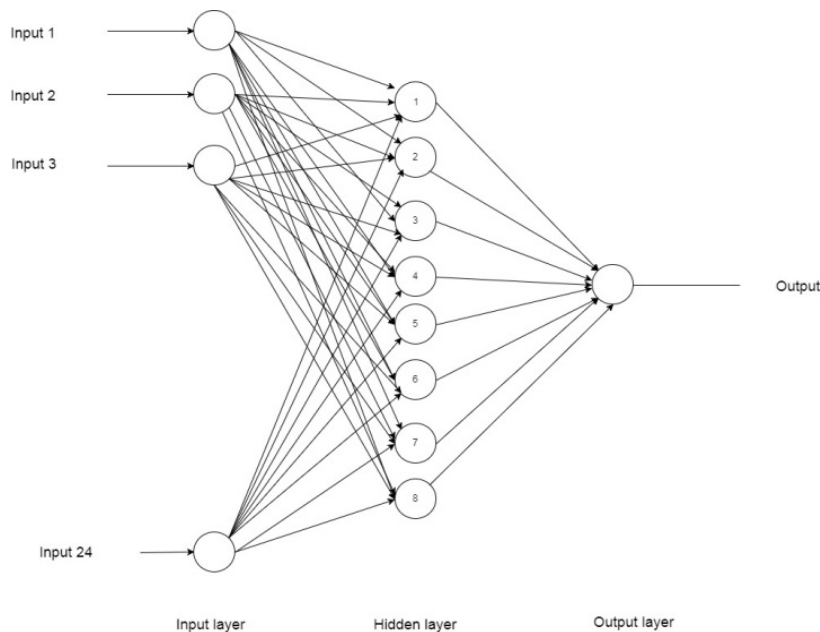 Input 1
Input 2
Input 3
Input 24
1
2
3
4
5
6
7
8
Output
Input layer
Hidden layer
Output layer